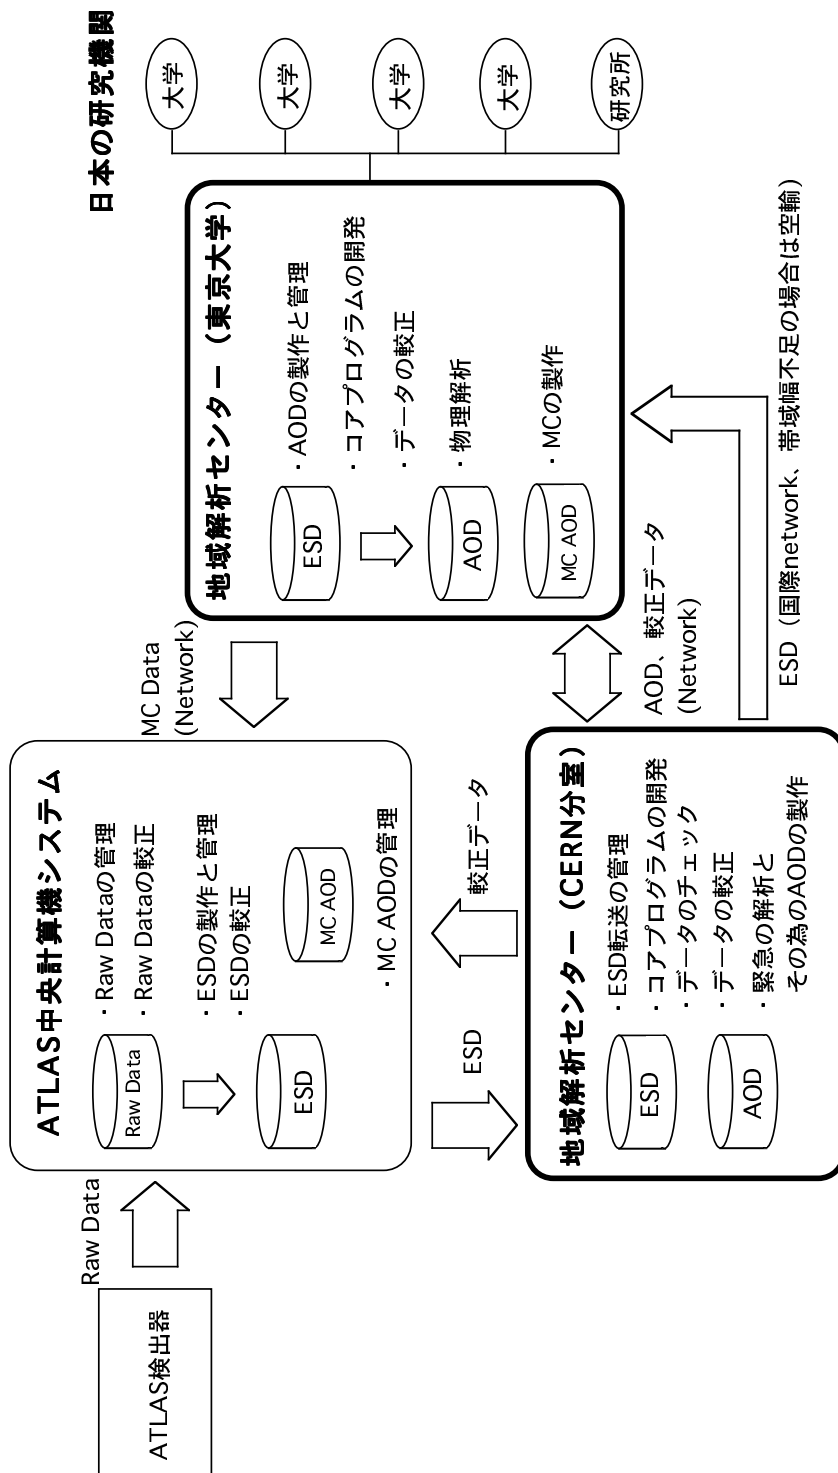 ATLAS検出器
Raw Data
ATLAS中央計算機システム
Raw Data
・Raw Dataの管理
・Raw Dataの較正
ESD
・ESDの製作と管理
・ESDの較正
MC AOD
・MC AODの管理
MC Data
(Network)
ESD
較正データ
地域解析センター（CERN分室）
ESD
・ESD転送の管理
・コアプログラムの開発
・データのチェック
AOD
・データの較正
・緊急の解析と
その為のAODの製作
AOD、較正データ
(Network)
ESD（国際network、帯域幅不足の場合は空輸）
地域解析センター（東京大学）
ESD
・AODの製作と管理
・コアプログラムの開発
・データの較正
AOD
・物理解析
MC AOD
・MCの製作
日本の研究機関
大学
大学
大学
大学
研究所